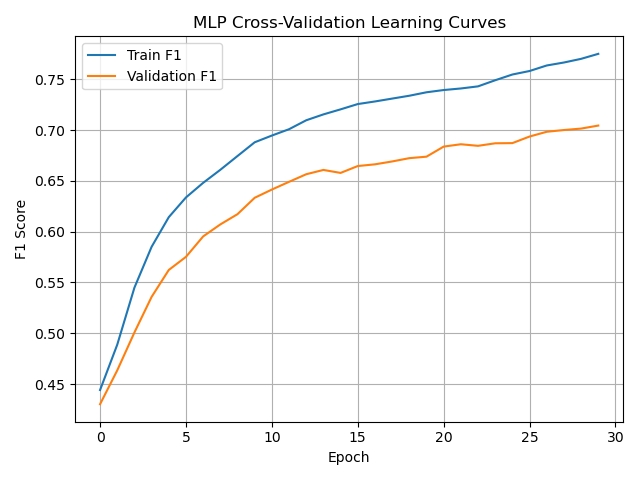 MLP Cross-Validation Learning Curves
Train F1
Validation F1
F1 Score
0.75
0.70
0.65
0.60
0.55
0.50
0.45
0 5 10 15 20 25 30
Epoch